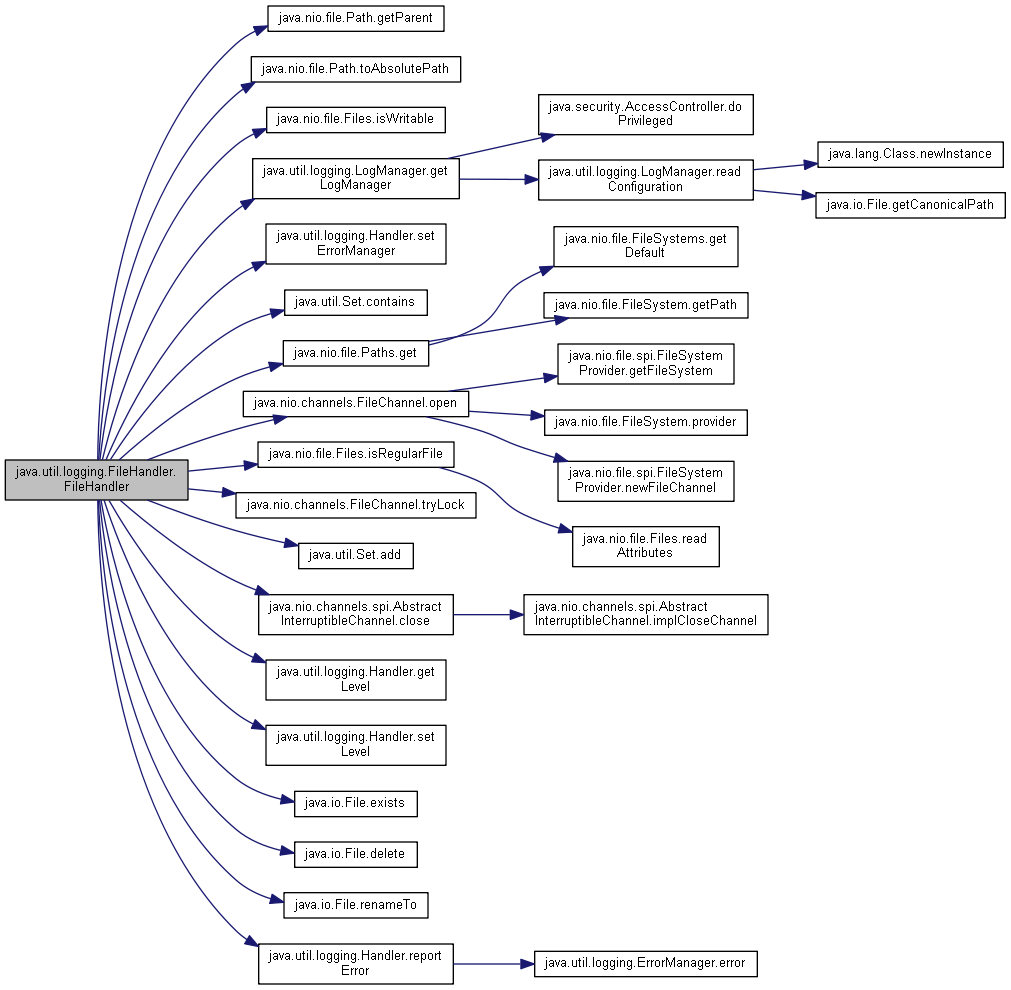 java.util.logging.FileHandler.
FileHandler
java.nio.file.Path.getParent
java.nio.file.Path.toAbsolutePath
java.nio.file.Files.isWritable
java.util.logging.LogManager.get
LogManager
java.util.logging.Handler.set
ErrorManager
java.util.Set.contains
java.nio.file.Paths.get
java.nio.channels.FileChannel.open
java.nio.file.Files.isRegularFile
java.nio.channels.FileChannel.tryLock
java.util.Set.add
java.nio.channels.spi.Abstract
InterruptibleChannel.close
java.util.logging.Handler.get
Level
java.util.logging.Handler.set
Level
java.io.File.exists
java.io.File.delete
java.io.File.renameTo
java.util.logging.Handler.report
Error
java.security.AccessController.do
Privileged
java.util.logging.LogManager.read
Configuration
java.nio.file.FileSystems.get
Default
java.nio.file.FileSystem.getPath
java.nio.file.spi.FileSystem
Provider.getFileSystem
java.nio.file.FileSystem.provider
java.nio.file.spi.FileSystem
Provider.newFileChannel
java.nio.file.Files.read
Attributes
java.nio.channels.spi.Abstract
InterruptibleChannel.implCloseChannel
java.util.logging.ErrorManager.error
java.lang.Class.newInstance
java.io.File.getCanonicalPath